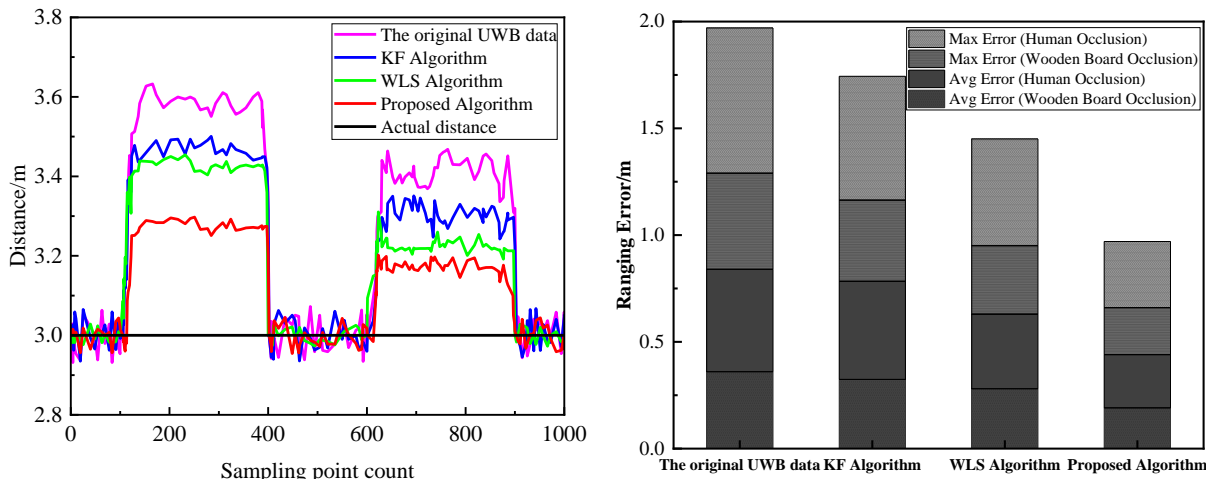 3.8
3.6
3.4
3.2
3.0
2.8
Distance/m
0
200
400
600
800
1000
Sampling point count
The original UWB data
KF Algorithm
WLS Algorithm
Proposed Algorithm
Actual distance
2.0
1.5
1.0
0.5
0.0
Ranging Error/m
Max Error (Human Occlusion)
Max Error (Wooden Board Occlusion)
Avg Error (Human Occlusion)
Avg Error (Wooden Board Occlusion)
The original UWB data
KF Algorithm
WLS Algorithm
Proposed Algorithm